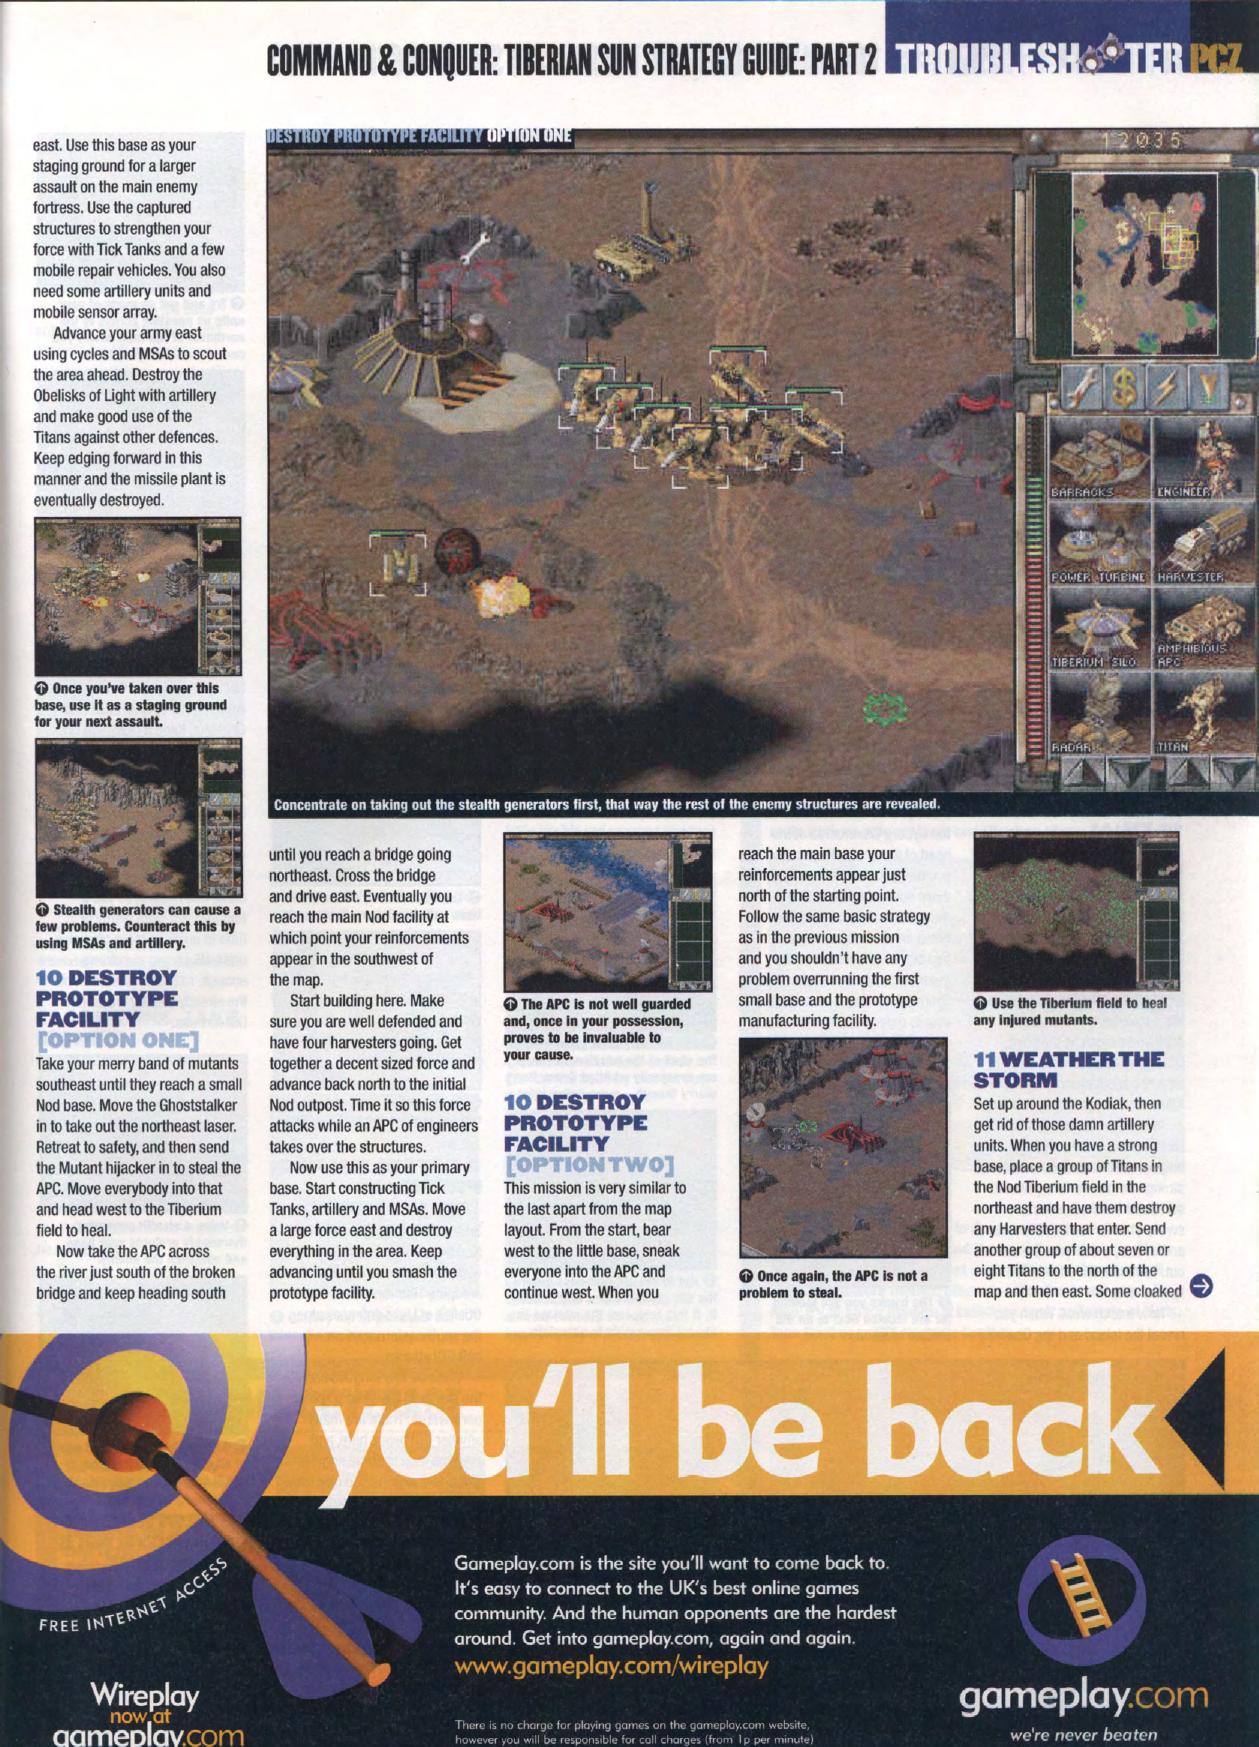 COMMAND & CONQUER: TIBERIAN SUN STRATEGY GUIDE: PART 2
TROUBLESHOOTER PCZ
east. Use this base as your
staging ground for a larger
assault on the main enemy
fortress. Use the captured
structures to strengthen your
force with Tick Tanks and a few
mobile repair vehicles. You also
need some artillery units and
mobile sensor array.
Advance your army east
using cycles and MSAs to scout
the area ahead. Destroy the
Obelisks of Light with artillery
and make good use of the
Titans against other defences.
Keep edging forward in this
manner and the missile plant is
eventually destroyed.
Once you've taken over this
base, use it as a staging ground
for your next assault.
Stealth generators can cause a
few problems. Counteract this by
using MSAs and artillery.
DESTROY PROTOTYPE FACILITY OPTION ONE
12035
BARRACKS
ENGINEER
POWER TURBINE
HARVESTER
TIBERIUM SILO
AMPHIBIOUS
APC
RADAR
TITAN
Concentrate on taking out the stealth generators first, that way the rest of the enemy structures are revealed.
10 DESTROY
PROTOTYPE
FACILITY
[OPTION ONE]
Take your merry band of mutants
southeast until they reach a small
Nod base. Move the Ghoststalker
in to take out the northeast laser.
Retreat to safety, and then send
the Mutant hijacker in to steal the
APC. Move everybody into that
and head west to the Tiberium
field to heal.
Now take the APC across
the river just south of the broken
bridge and keep heading south
until you reach a bridge going
northeast. Cross the bridge
and drive east. Eventually you
reach the main Nod facility at
which point your reinforcements
appear in the southwest of
the map.
Start building here. Make
sure you are well defended and
have four harvesters going. Get
together a decent sized force and
advance back north to the initial
Nod outpost. Time it so this force
attacks while an APC of engineers
takes over the structures.
Now use this as your primary
base. Start constructing Tick
Tanks, artillery and MSAs. Move
a large force east and destroy
everything in the area. Keep
advancing until you smash the
prototype facility.
The APC is not well guarded
and, once in your possession,
proves to be invaluable to
your cause.
10 DESTROY
PROTOTYPE
FACILITY
[OPTION TWO]
This mission is very similar to
the last apart from the map
layout. From the start, bear
west to the little base, sneak
everyone into the APC and
continue west. When you
reach the main base your
reinforcements appear just
north of the starting point.
Follow the same basic strategy
as in the previous mission
and you shouldn't have any
problem overrunning the first
small base and the prototype
manufacturing facility.
Once again, the APC is not a
problem to steal.
Use the Tiberium field to heal
any injured mutants.
11 WEATHER THE
STORM
Set up around the Kodiak, then
get rid of those damn artillery
units. When you have a strong
base, place a group of Titans in
the Nod Tiberium field in the
northeast and have them destroy
any Harvesters that enter. Send
another group of about seven or
eight Titans to the north of the
map and then east. Some cloaked
you'll be back
FREE INTERNET ACCESS
Wireplay
now at
gameplay.com
Gameplay.com is the site you'll want to come back to.
It's easy to connect to the UK's best online games
community. And the human opponents are the hardest
around. Get into gameplay.com, again and again.
www.gameplay.com/wireplay
There is no charge for playing games on the gameplay.com website,
however you will be responsible for call charges (from 1p per minute)
gameplay.com
we're never beaten